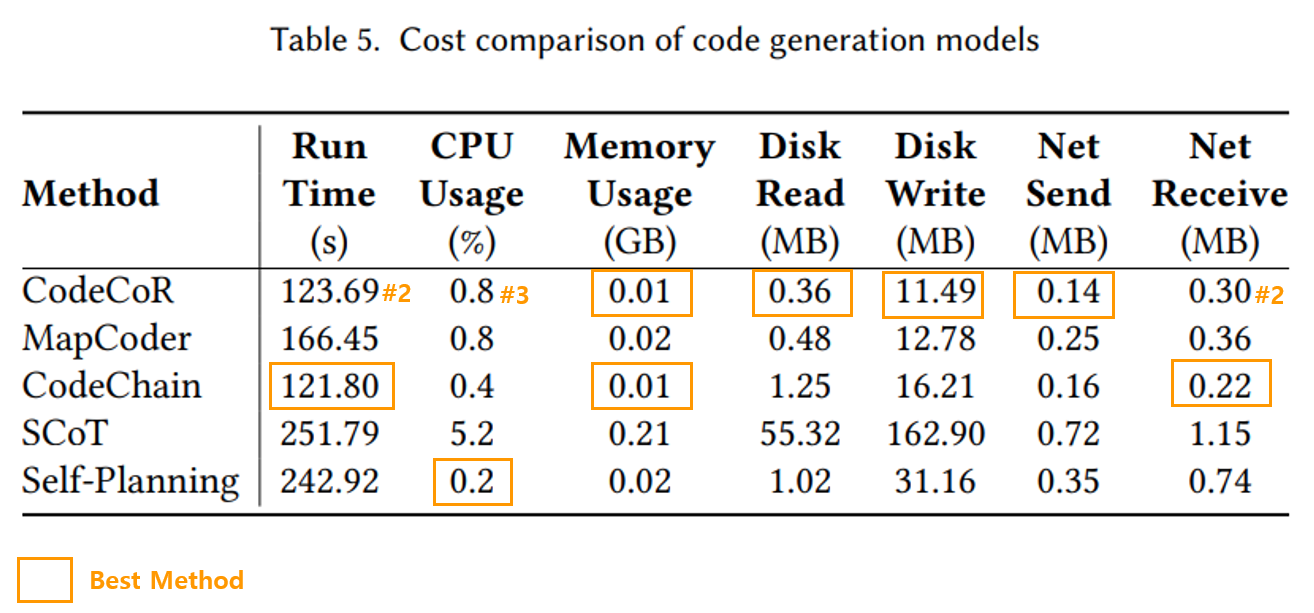 Table 5. Cost comparison of code generation models
Method Run Time (s) CPU Usage (%) Memory Usage (GB) Disk Read (MB) Disk Write (MB) Net Send (MB) Net Receive (MB)
CodeCoR 123.69 #2 0.8 #3 0.01 0.36 11.49 0.14 0.30 #2
MapCoder 166.45 0.8 0.02 0.48 12.78 0.25 0.36
CodeChain 121.80 0.4 0.01 1.25 16.21 0.16 0.22
SCoT 251.79 5.2 0.21 55.32 162.90 0.72 1.15
Self-Planning 242.92 0.2 0.02 1.02 31.16 0.35 0.74
Best Method